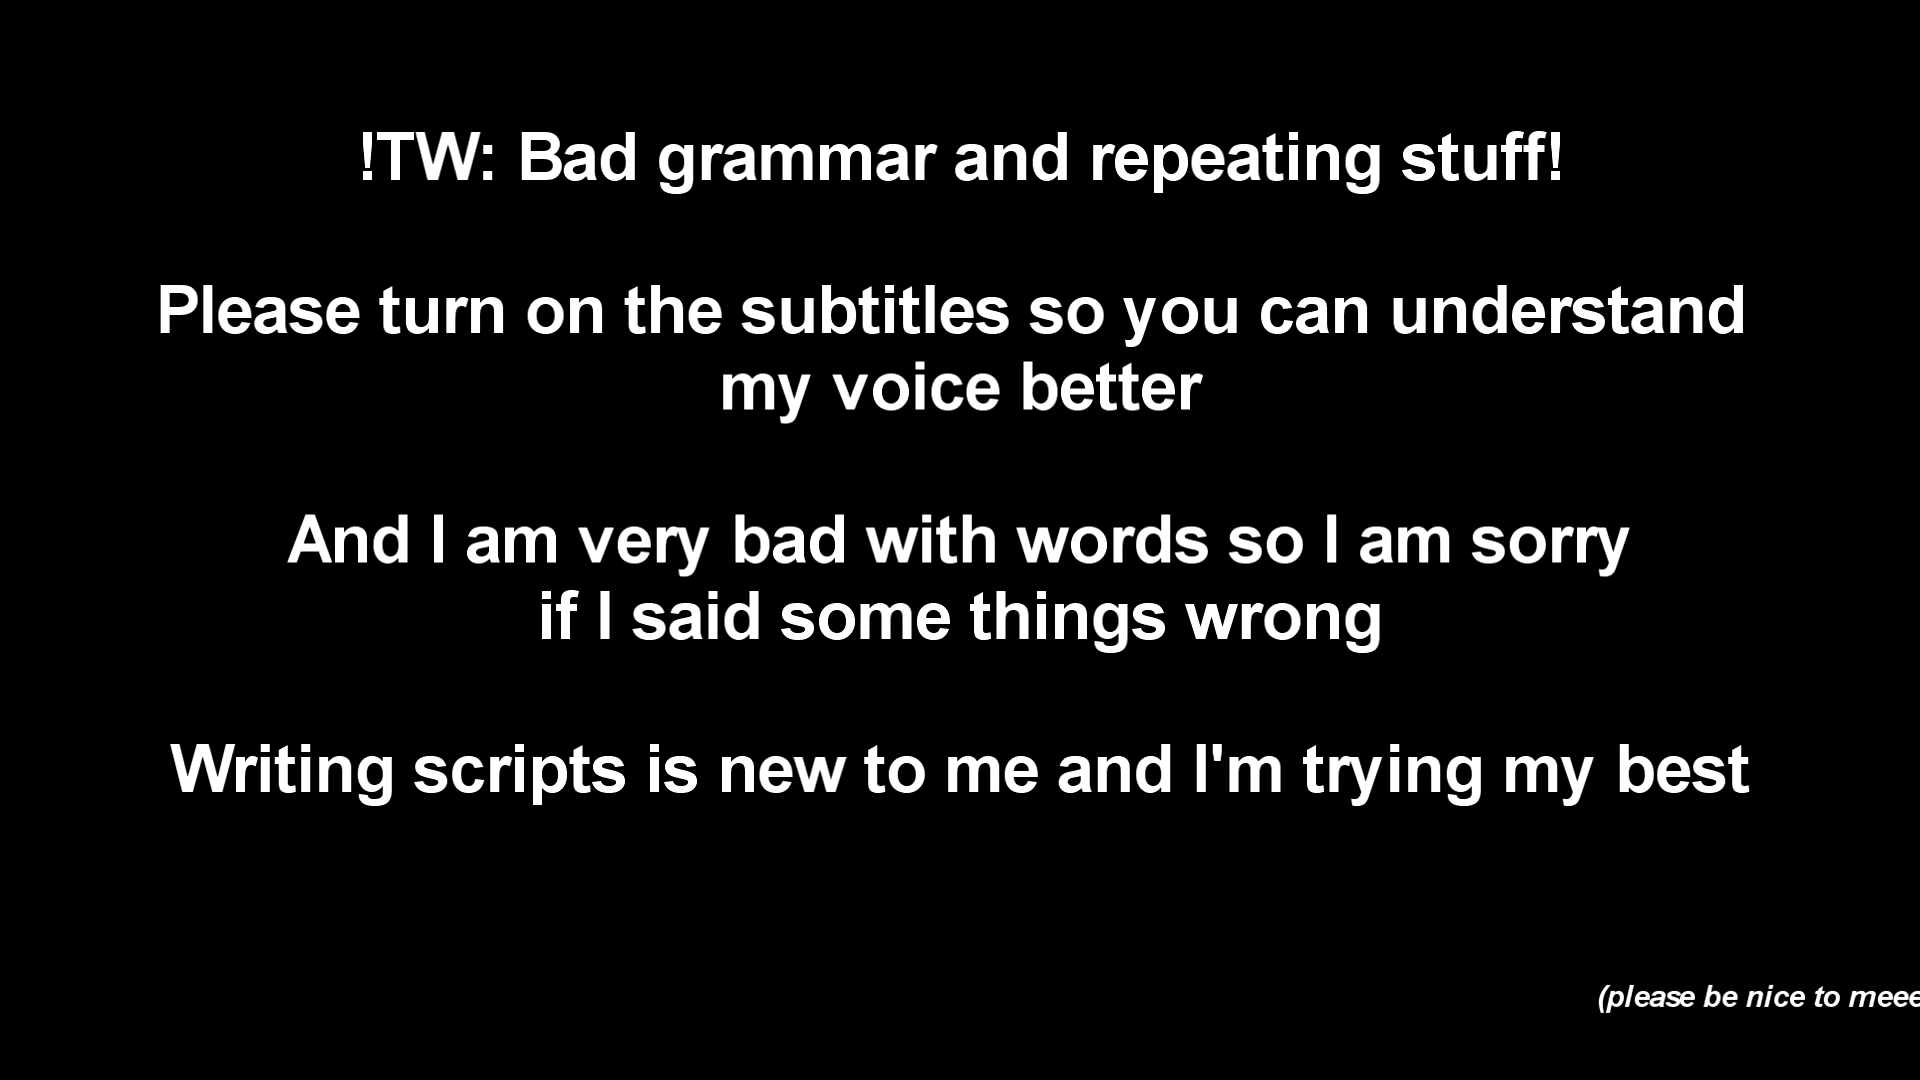 !TW: Bad grammar and repeating stuff!
Please turn on the subtitles so you can understand
my voice better
And I am very bad with words so I am sorry
if I said some things wrong
Writing scripts is new to me and I'm trying my best
(please be nice to meee